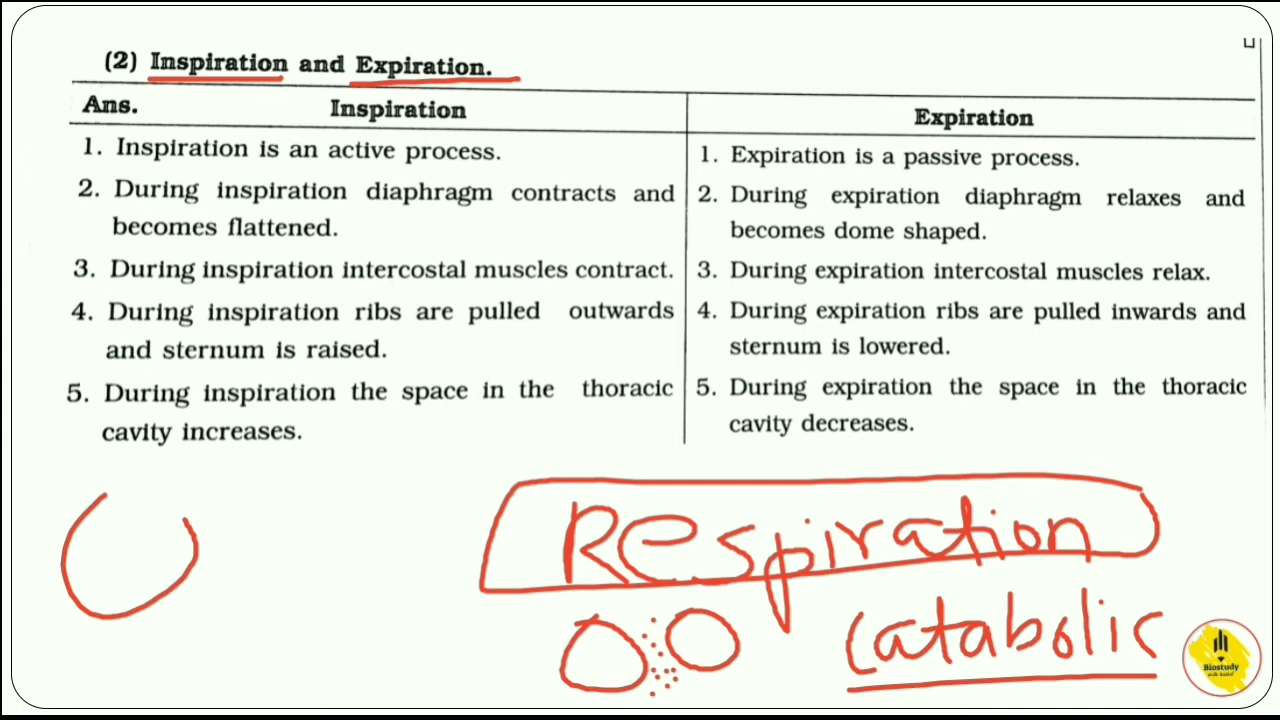 (2) Inspiration and Expiration.
Ans. Inspiration
1. Inspiration is an active process.
2. During inspiration diaphragm contracts and
becomes flattened.
3. During inspiration intercostal muscles contract.
4. During inspiration ribs are pulled outwards
and sternum is raised.
5. During inspiration the space in the thoracic
cavity increases.
Expiration
1. Expiration is a passive process.
2. During expiration diaphragm relaxes and
becomes dome shaped.
3. During expiration intercostal muscles relax.
4. During expiration ribs are pulled inwards and
sternum is lowered.
5. During expiration the space in the thoracic
cavity decreases.
Respiration
Catabolic
Biostudy